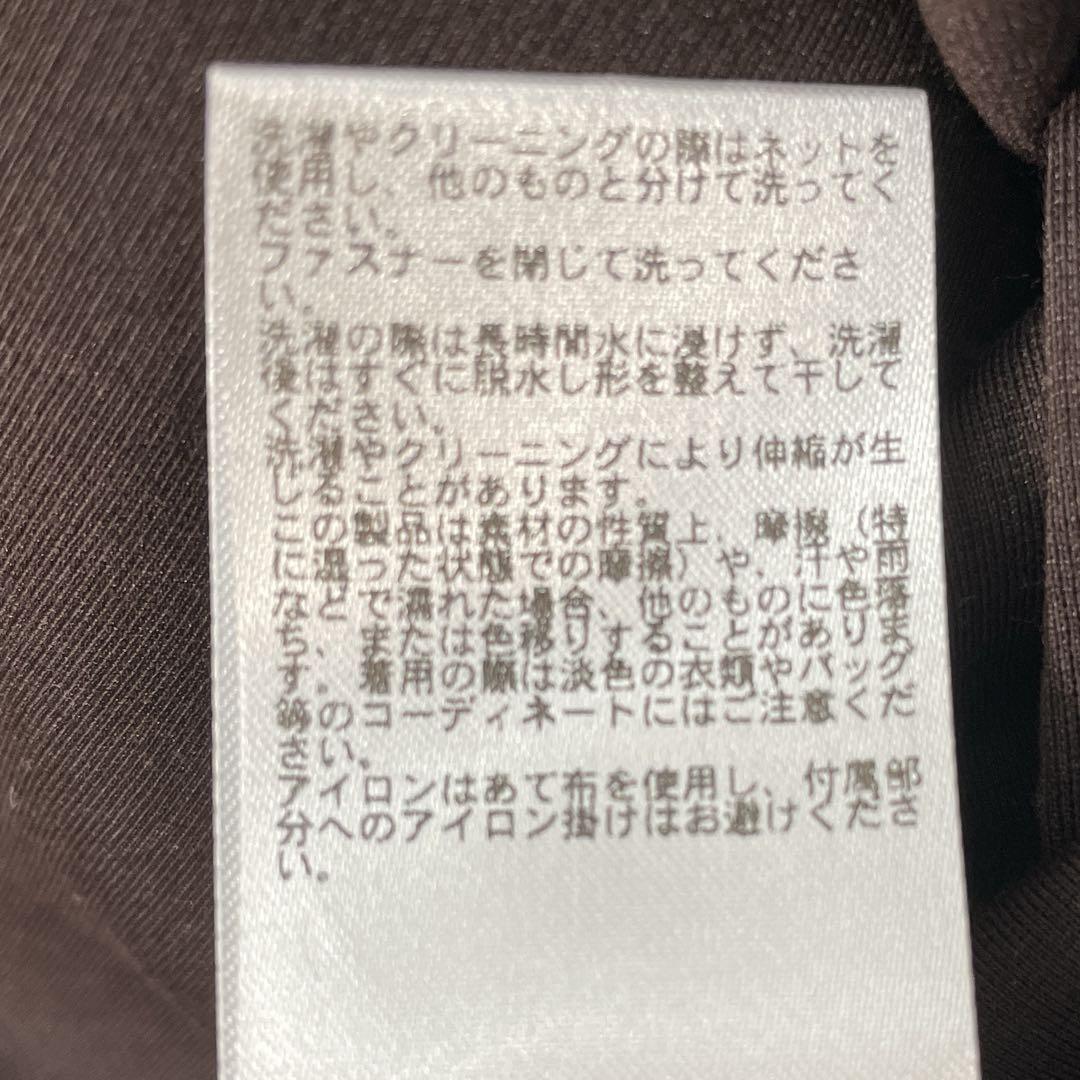 洗濯やクリーニングの際はネットを
使用し、他のものと分けて洗ってく
ださい。
ファスナーを閉じて洗ってくださ
い。
洗濯の際は長時間水に浸けず、洗濯
後はすぐに脱水し形を整えて干して
ください。
洗濯やクリーニングにより伸縮が生
じることがあります。
この製品は素材の性質上、摩擦(特
に湿った状態での摩擦)や、汗や雨
などで濡れた場合、他のものに色落
ち、または色移りすることがありま
す。着用の際は淡色の衣類やバッグ
等のコーディネートにはご注意くだ
さい。
アイロンはあて布を使用し、付属部
分へのアイロン掛けはお避けくださ
い。